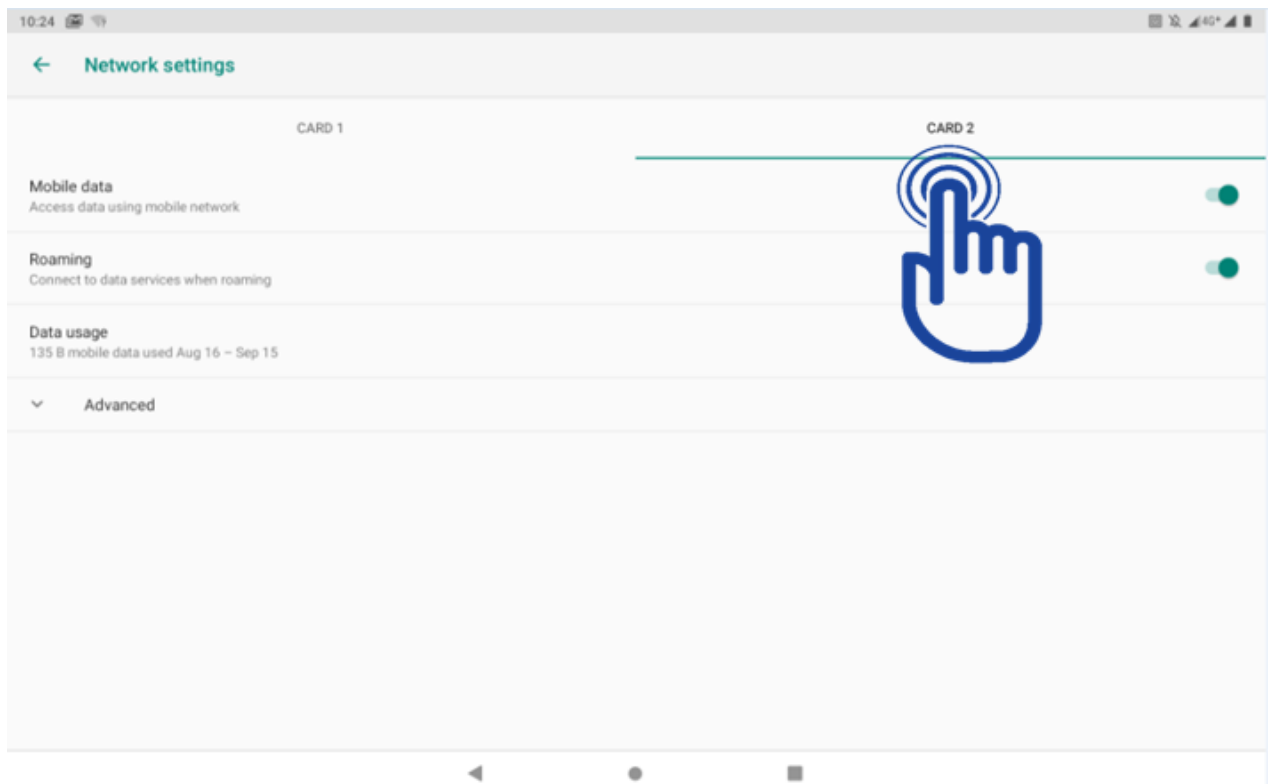 10:24
4G+
Network settings
CARD 1
CARD 2
Mobile data
Access data using mobile network
Roaming
Connect to data services when roaming
Data usage
135 B mobile data used Aug 16 – Sep 15
Advanced